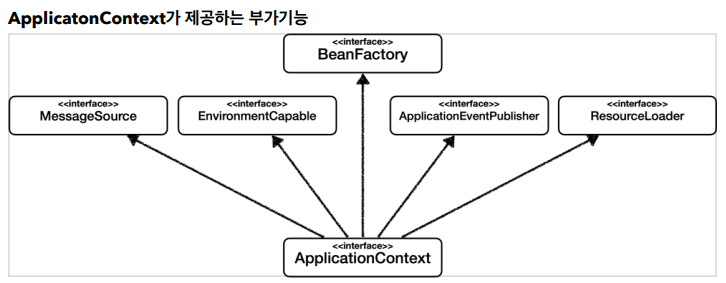 ApplicatonContext가 제공하는 부가기능
<<interface>>
BeanFactory
<<interface>>
MessageSource
<<interface>>
EnvironmentCapable
<<interface>>
ApplicationEventPublisher
<<interface>>
ResourceLoader
<<interface>>
ApplicationContext